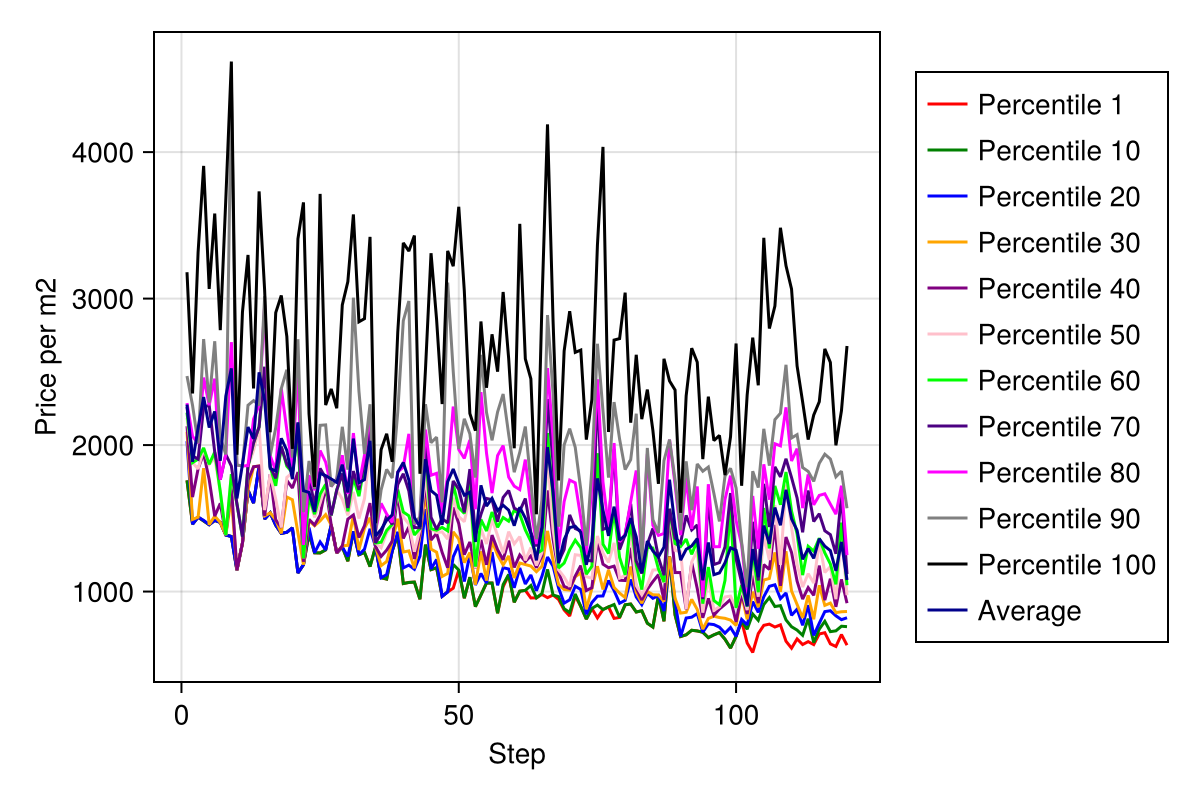 4000
3000
2000
1000
Price per m2
0
50
100
Step
Percentile 1
Percentile 10
Percentile 20
Percentile 30
Percentile 40
Percentile 50
Percentile 60
Percentile 70
Percentile 80
Percentile 90
Percentile 100
Average